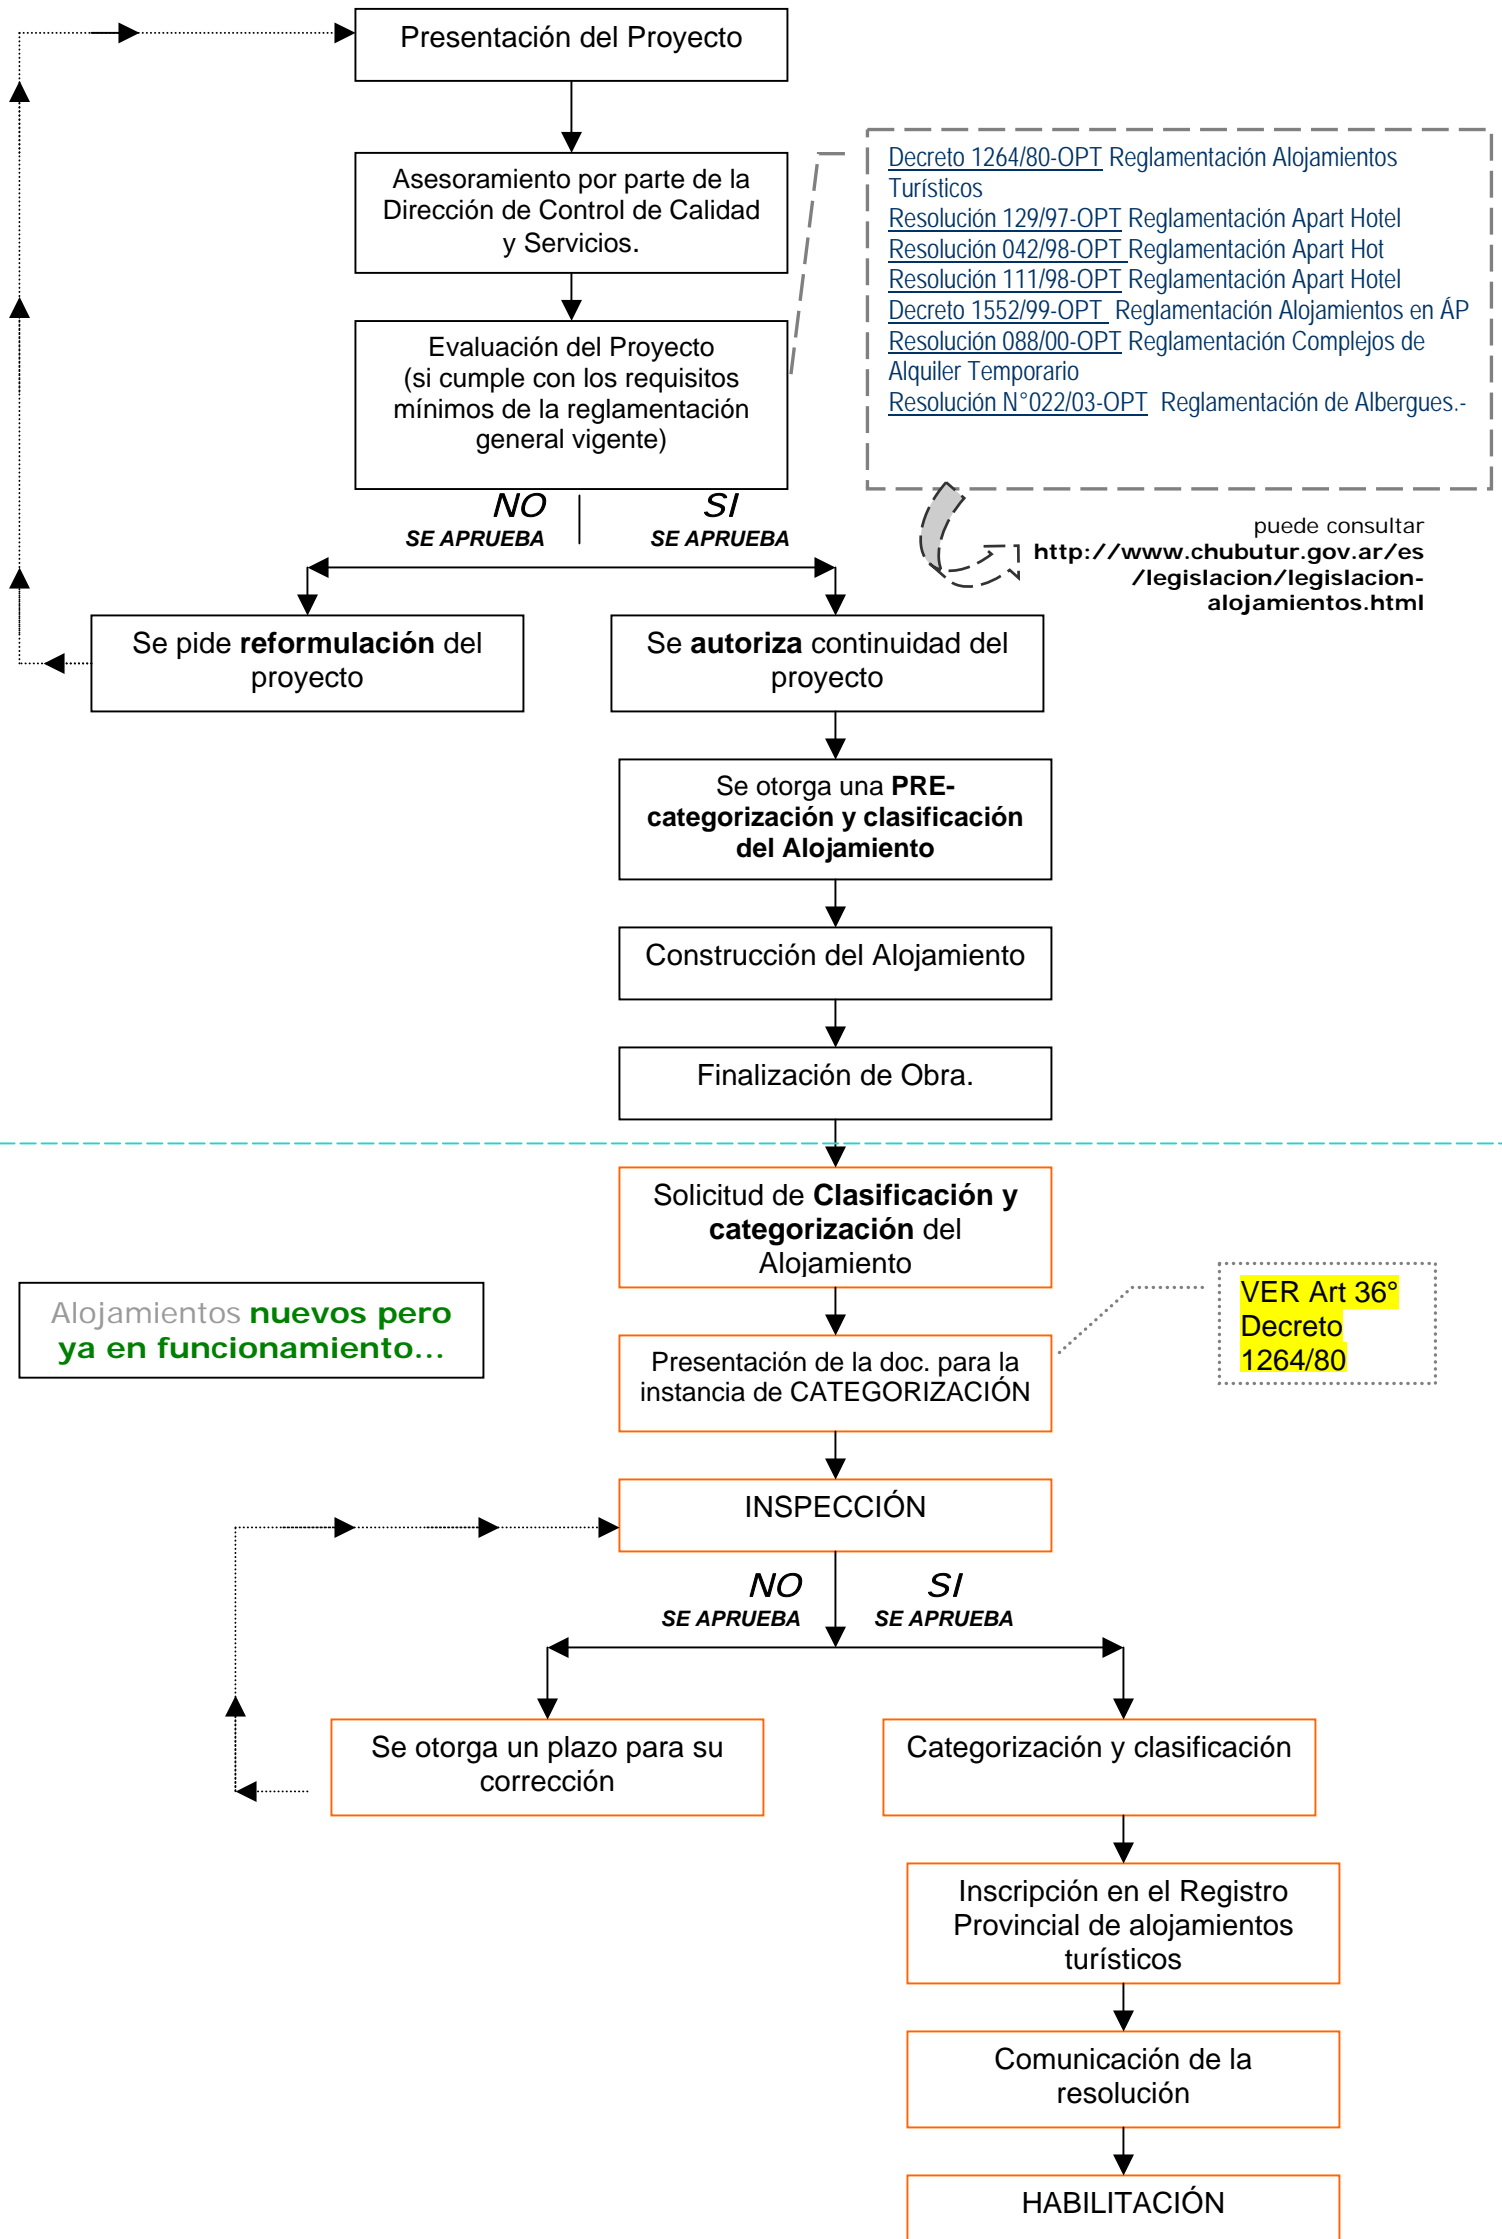 Presentación del Proyecto
Asesoramiento por parte de la
Dirección de Control de Calidad
y Servicios.
Decreto 1264/80-OPT Reglamentación Alojamientos
Turísticos
Resolución 129/97-OPT Reglamentación Apart Hotel
Resolución 042/98-OPT Reglamentación Apart Hot
Resolución 111/98-OPT Reglamentación Apart Hotel
Decreto 1552/99-OPT Reglamentación Alojamientos en ÁP
Resolución 088/00-OPT Reglamentación Complejos de
Alquiler Temporario
Resolución N°022/03-OPT Reglamentación de Albergues.-
Evaluación del Proyecto
(si cumple con los requisitos
mínimos de la reglamentación
general vigente)
puede consultar
http://www.chubutur.gov.ar/es
/legislacion/legislacion-
alojamientos.html
NO
SE APRUEBA
SI
SE APRUEBA
Se pide reformulación del
proyecto
Se autoriza continuidad del
proyecto
Se otorga una PRE-
categorización y clasificación
del Alojamiento
Construcción del Alojamiento
Finalización de Obra.
Solicitud de Clasificación y
categorización del
Alojamiento
Alojamientos nuevos pero
ya en funcionamiento...
VER Art 36°
Decreto
1264/80
Presentación de la doc. para la
instancia de CATEGORIZACIÓN
INSPECCIÓN
NO
SE APRUEBA
SI
SE APRUEBA
Se otorga un plazo para su
corrección
Categorización y clasificación
Inscripción en el Registro
Provincial de alojamientos
turísticos
Comunicación de la
resolución
HABILITACIÓN